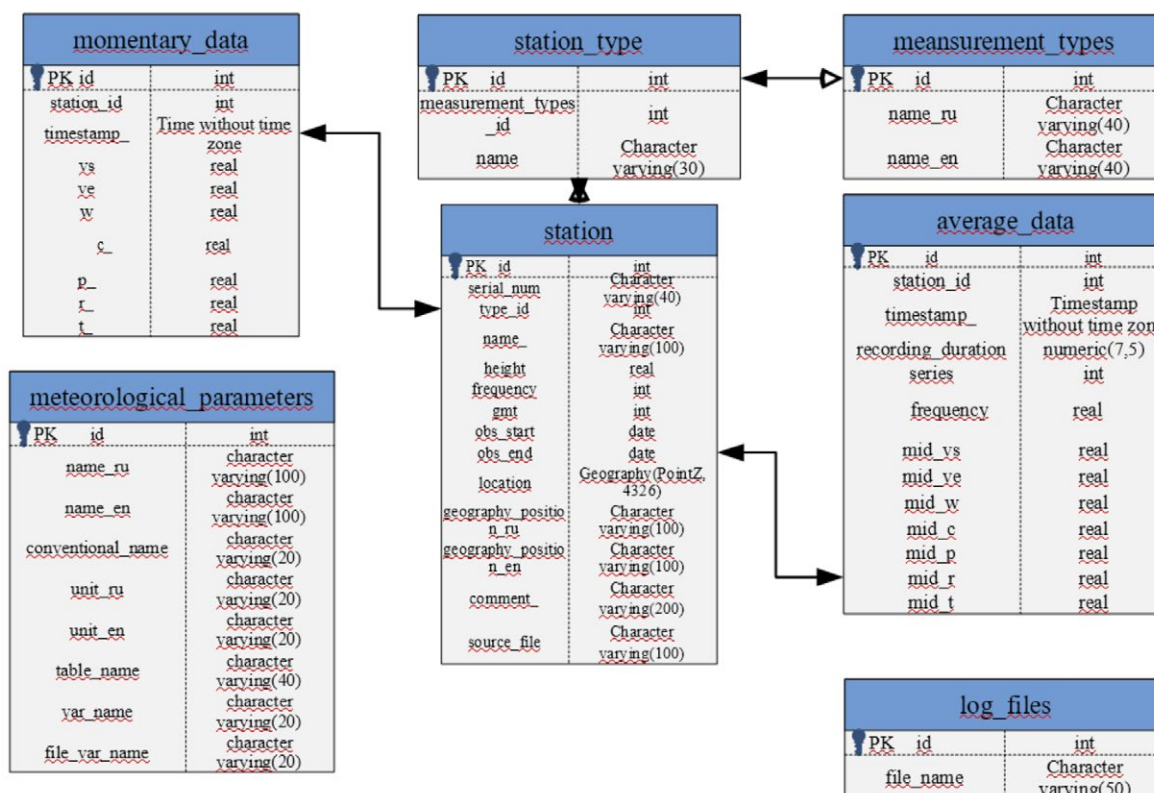 momentary_data
PK id int
station_id int
timestamp_ Time without time
zone
vs real
ve real
w real
c_ real
p_ real
r_ real
t_ real
station_type
PK id int
measurement_types
_id int
name Character
varying(30)
meansurement_types
PK id int
name_ru Character
varying(40)
name_en Character
varying(40)
station
PK id int
serial_num Character
varying(40)
type_id int
name_ Character
varying(100)
height real
frequency int
gmt int
obs_start date
obs_end date
location Geography(PointZ,
4326)
geography_positio
n_ru Character
varying(100)
geography_positio
n_en Character
varying(100)
comment_ Character
varying(200)
source_file Character
varying(100)
average_data
PK id int
station_id int
timestamp_ Timestamp
without time zon
recording_duration numeric(7,5)
series int
frequency real
mid_vs real
mid_ve real
mid_w real
mid_c real
mid_p real
mid_r real
mid_t real
meteorological_parameters
PK id int
name_ru character
varying(100)
name_en character
varying(100)
conventional_name character
varying(20)
unit_ru character
varying(20)
unit_en character
varying(20)
table_name character
varying(40)
var_name character
varying(20)
file_var_name character
varying(20)
log_files
PK id int
file_name Character
varying(50)